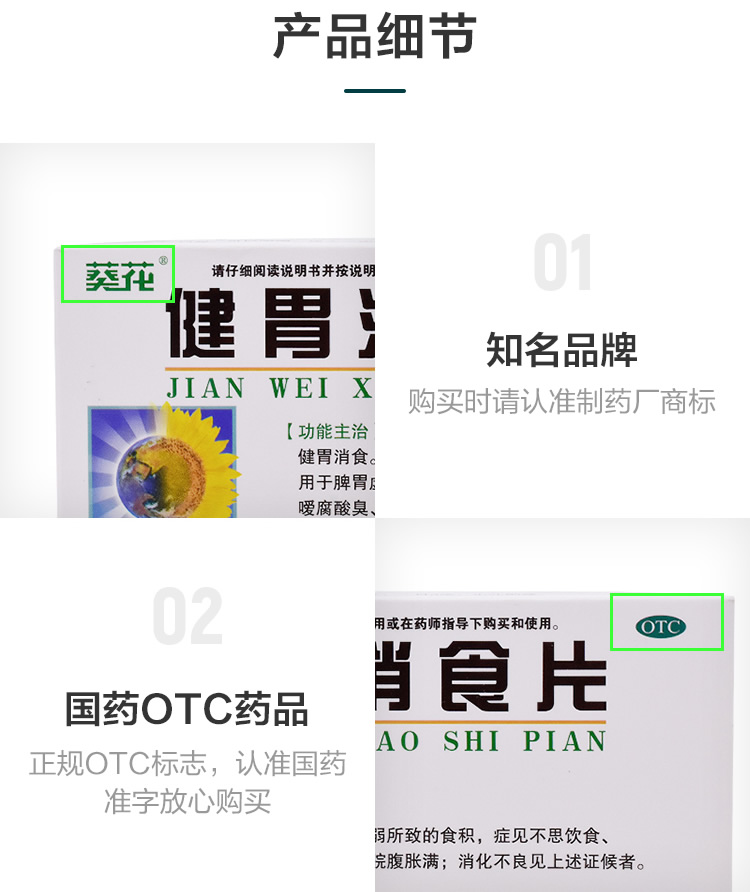 产品细节
葵花®
请仔细阅读说明书并按说明
健胃
JIAN WEI X
【功能主治
健胃消食。
用于脾胃虚
嗳腐酸臭、
01
知名品牌
购买时请认准制药厂商标
02
国药OTC药品
正规OTC标志，认准国药
准字放心购买
用或在药师指导下购买和使用。
OTC
消食片
AO SHI PIAN
弱所致的食积，症见不思饮食、
脘腹胀满；消化不良见上述证候者。